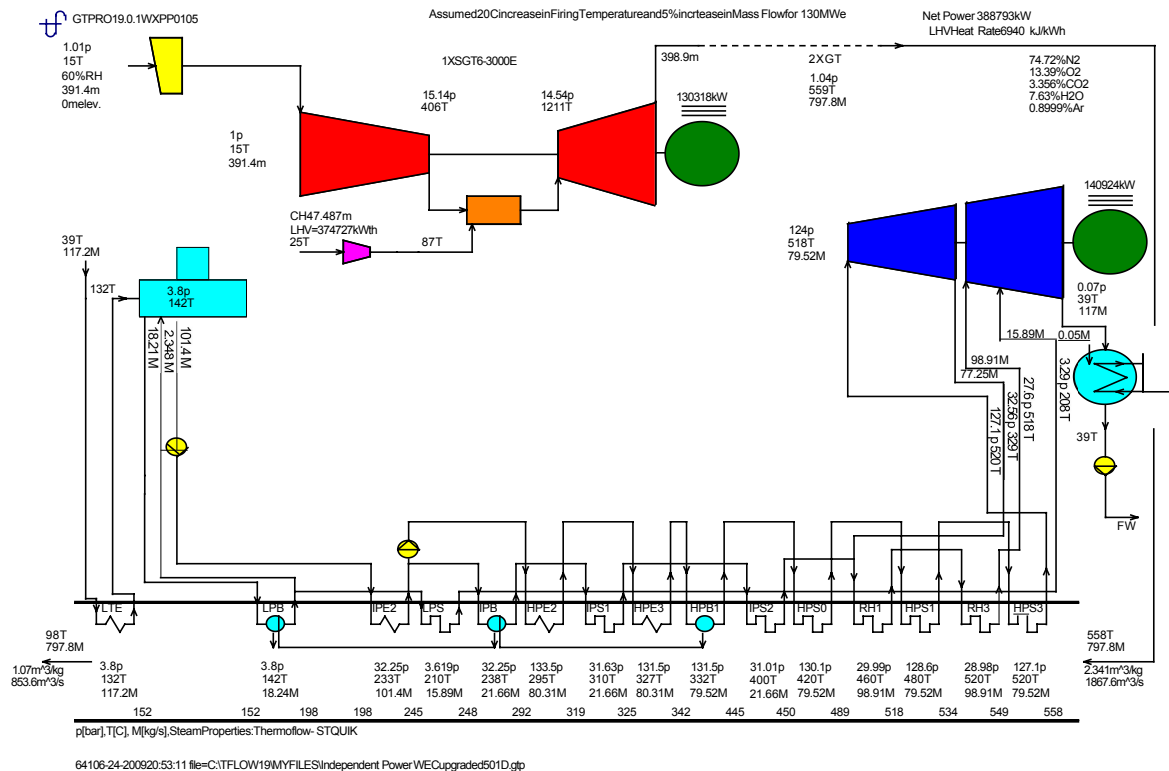 GTPRO19.0.1WXPP0105
Assumed20CincreaseinFiringTemperatureand5%incrteaseinMass Flowfor 130MWe
Net Power 388793kW
LHVHeat Rate6940 kJ/kWh
1.01p
15T
60%RH
391.4m
0melev.
1XSGT6-3000E
398.9m
2XGT
1.04p
559T
797.8M
74.72%N2
13.39%O2
3.356%CO2
7.63%H2O
0.8999%Ar
15.14p
406T
14.54p
1211T
130318kW
1p
15T
391.4m
140924kW
CH47.487m
LHV=374727kWth
25T
87T
124p
518T
79.52M
39T
117.2M
132T
3.8p
142T
0.07p
39T
117M
18.21 M
2.348 M
101.4 M
15.89M
0.05M
98.91M
77.25M
127.1 p 520 T
32.56 p 329 T
27.6 p 518 T
3.29 p 208 T
39T
FW
LTE
LPB
IPE2
LPS
IPB
HPE2
IPS1
HPE3
HPB1
IPS2
HPS0
RH1
HPS1
RH3
HPS3
98T
797.8M
1.07m^3/kg
853.6m^3/s
558T
797.8M
2.341m^3/kg
1867.6m^3/s
3.8p 3.8p 32.25p 3.619p 32.25p 133.5p 31.63p 131.5p 131.5p 31.01p 130.1p 29.99p 128.6p 28.98p 127.1p
132T 142T 233T 210T 238T 295T 310T 327T 332T 400T 420T 460T 480T 520T 520T
117.2M 18.24M 101.4M 15.89M 21.66M 80.31M 21.66M 80.31M 79.52M 21.66M 79.52M 98.91M 79.52M 98.91M 79.52M
152 152 198 198 245 248 292 319 325 342 445 450 489 518 534 549 558
p[bar],T[C], M[kg/s],SteamProperties:Thermoflow- STQUIK
64106-24-200920:53:11 file=C:\TFLOW19\MYFILES\Independent Power WECupgraded501D.gtp